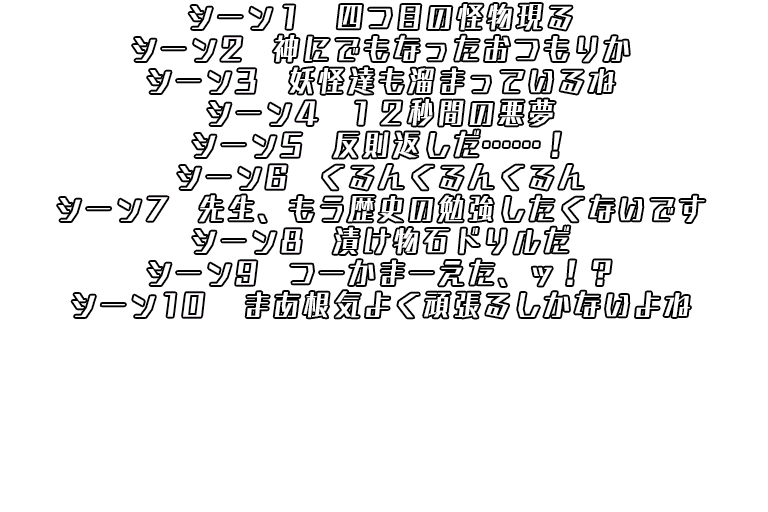 シーン1　四つ目の怪物現る
シーン2　神にでもなったおつもりか
シーン3　妖怪達も溜まっているね
シーン4　１２秒間の悪夢
シーン5　反則返しだ……！
シーン6　くるんくるんくるん
シーン7　先生、もう歴史の勉強したくないです
シーン8　漬け物石ドリルだ
シーン9　つーかまーえた、ッ！？
シーン10　まあ根気よく頑張るしかないよね